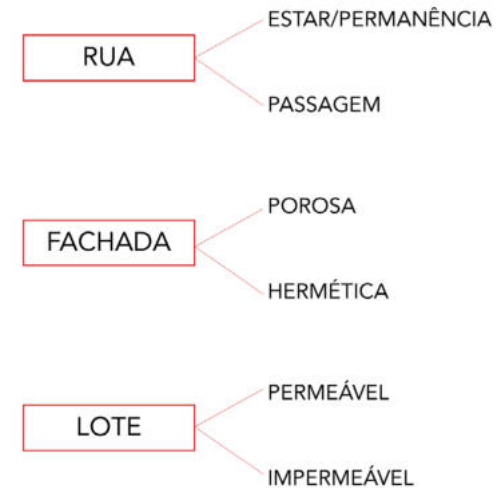 ESTAR/PERMANÊNCIA
RUA
PASSAGEM
POROSA
FACHADA
HERMÉTICA
PERMEÁVEL
LOTE
IMPERMEÁVEL